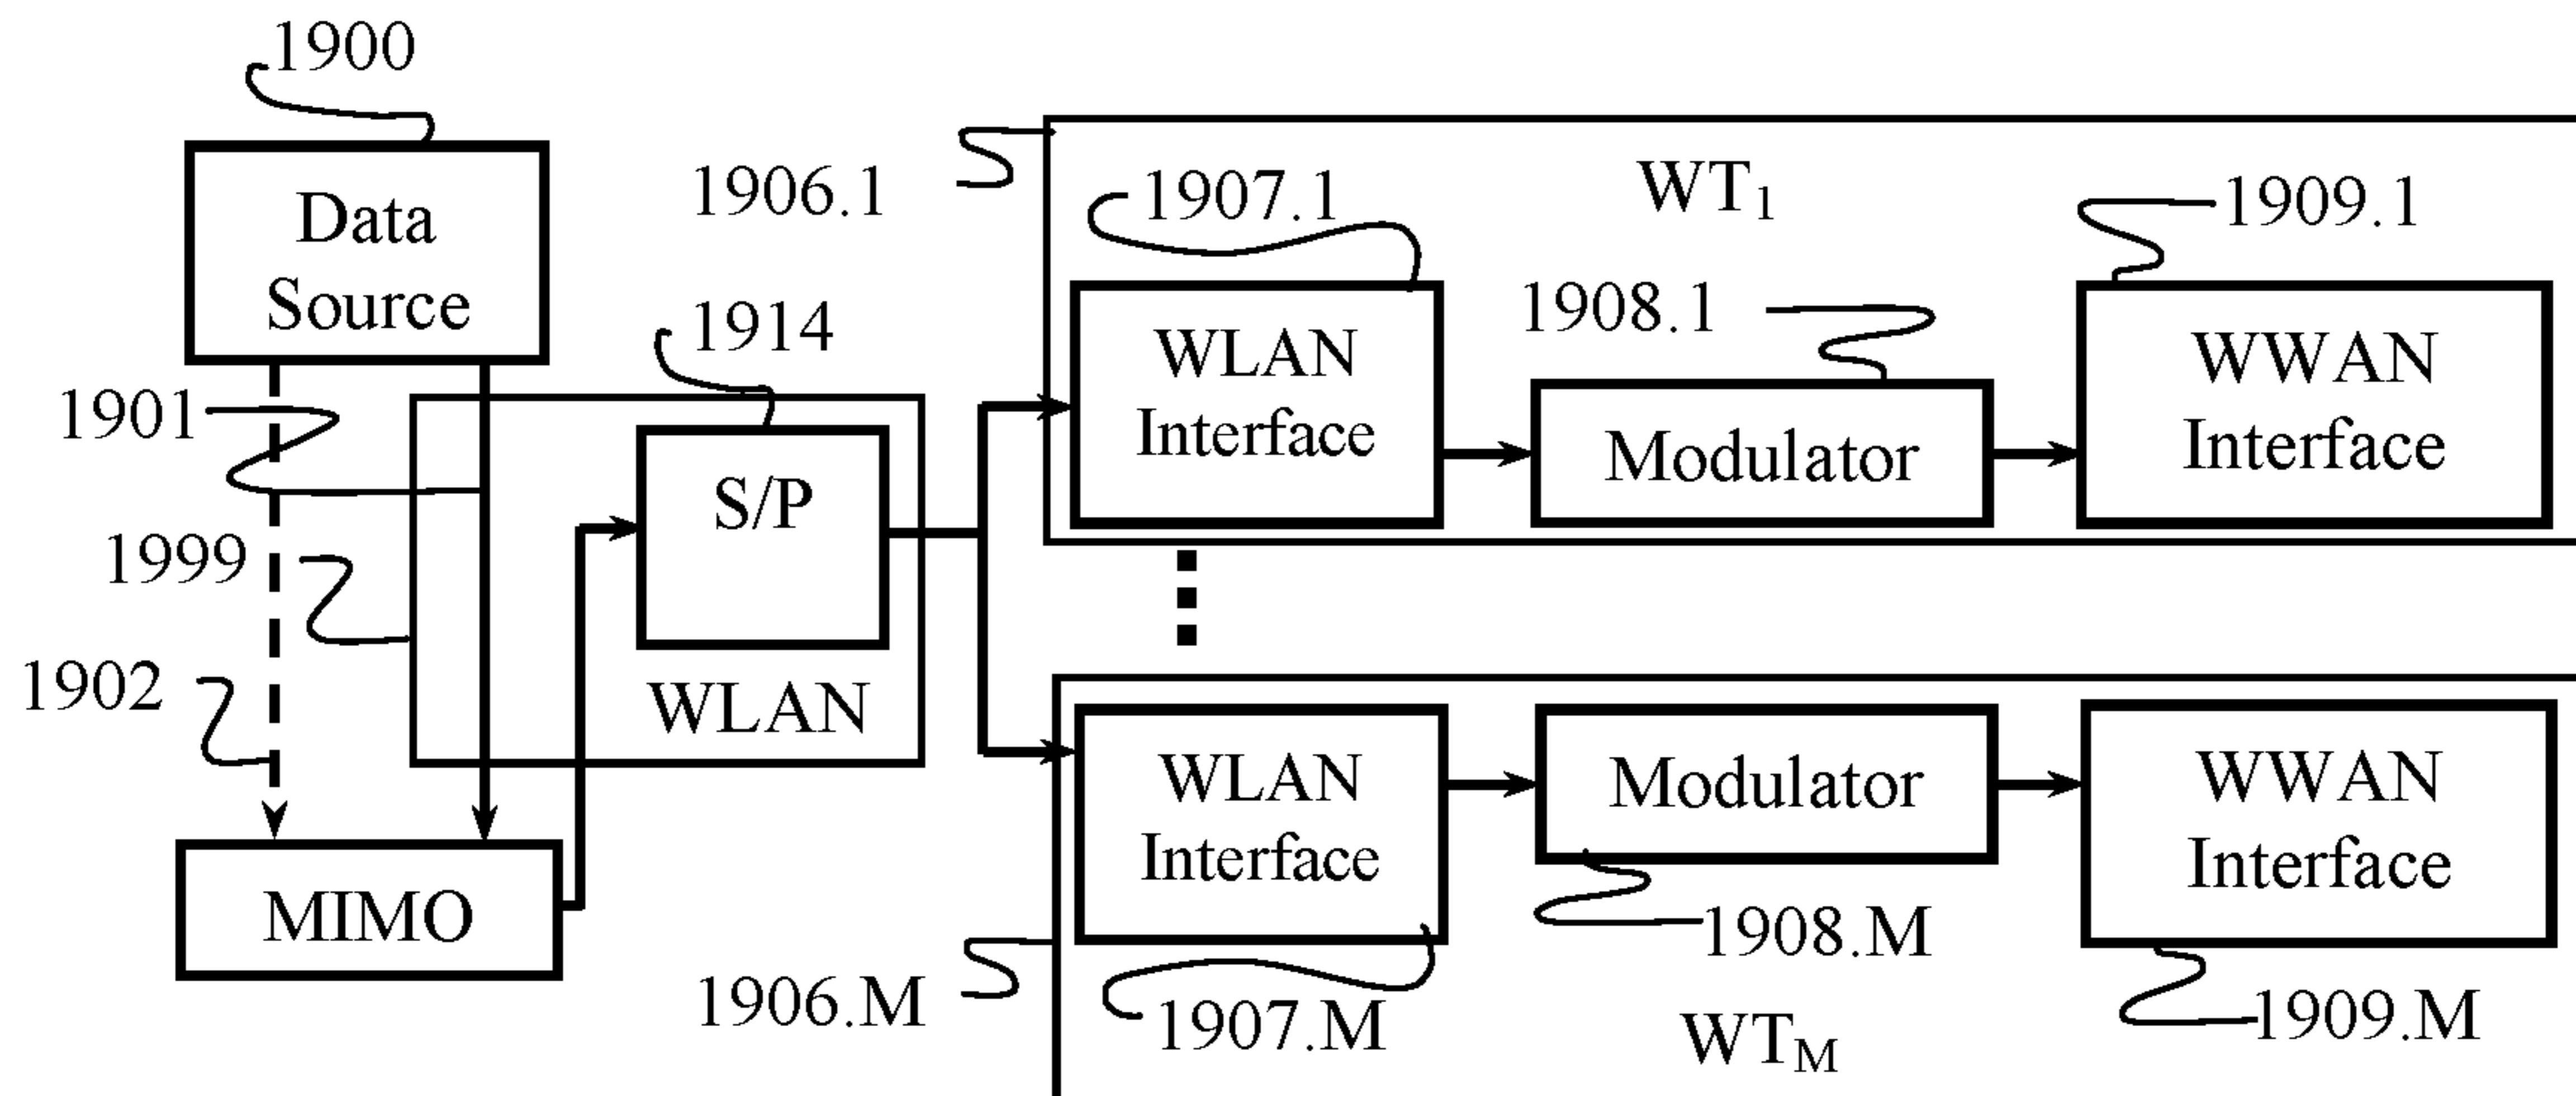 1900
Data
Source
1906.1
1907.1
WT1
1909.1
1908.1
1914
WLAN
Interface
Modulator
WWAN
Interface
1901
S/P
1999
WLAN
1902
WLAN
Interface
Modulator
WWAN
Interface
MIMO
1906.M
1907.M
1908.M
WTM
1909.M